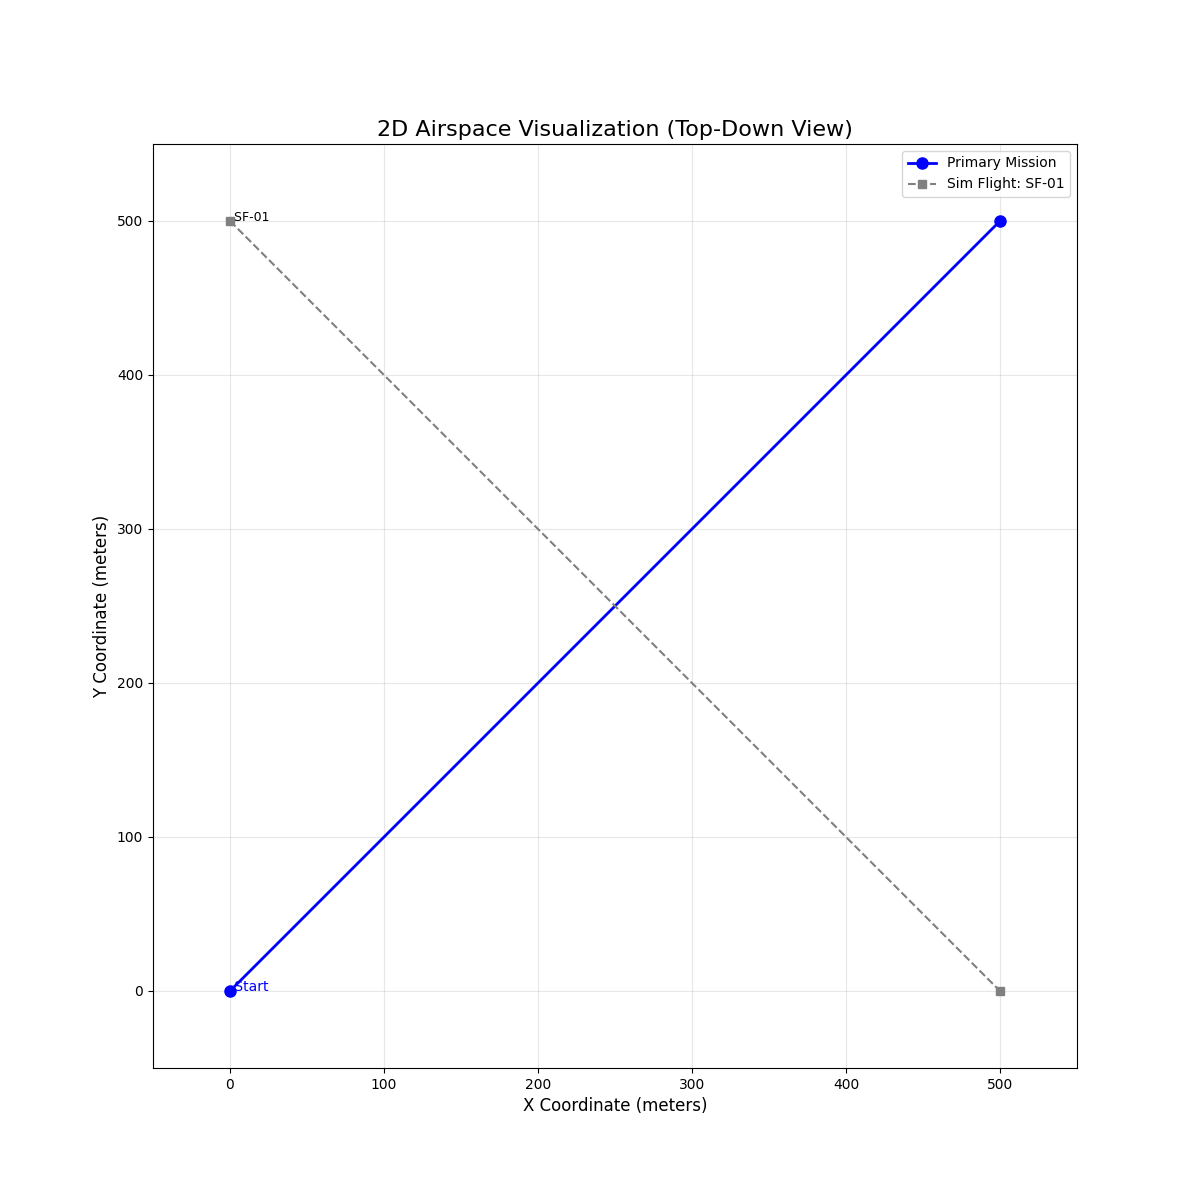 2D Airspace Visualization (Top-Down View)
Primary Mission
Sim Flight: SF-01
SF-01
Start
500
400
300
200
100
0
Y Coordinate (meters)
0 100 200 300 400 500
X Coordinate (meters)